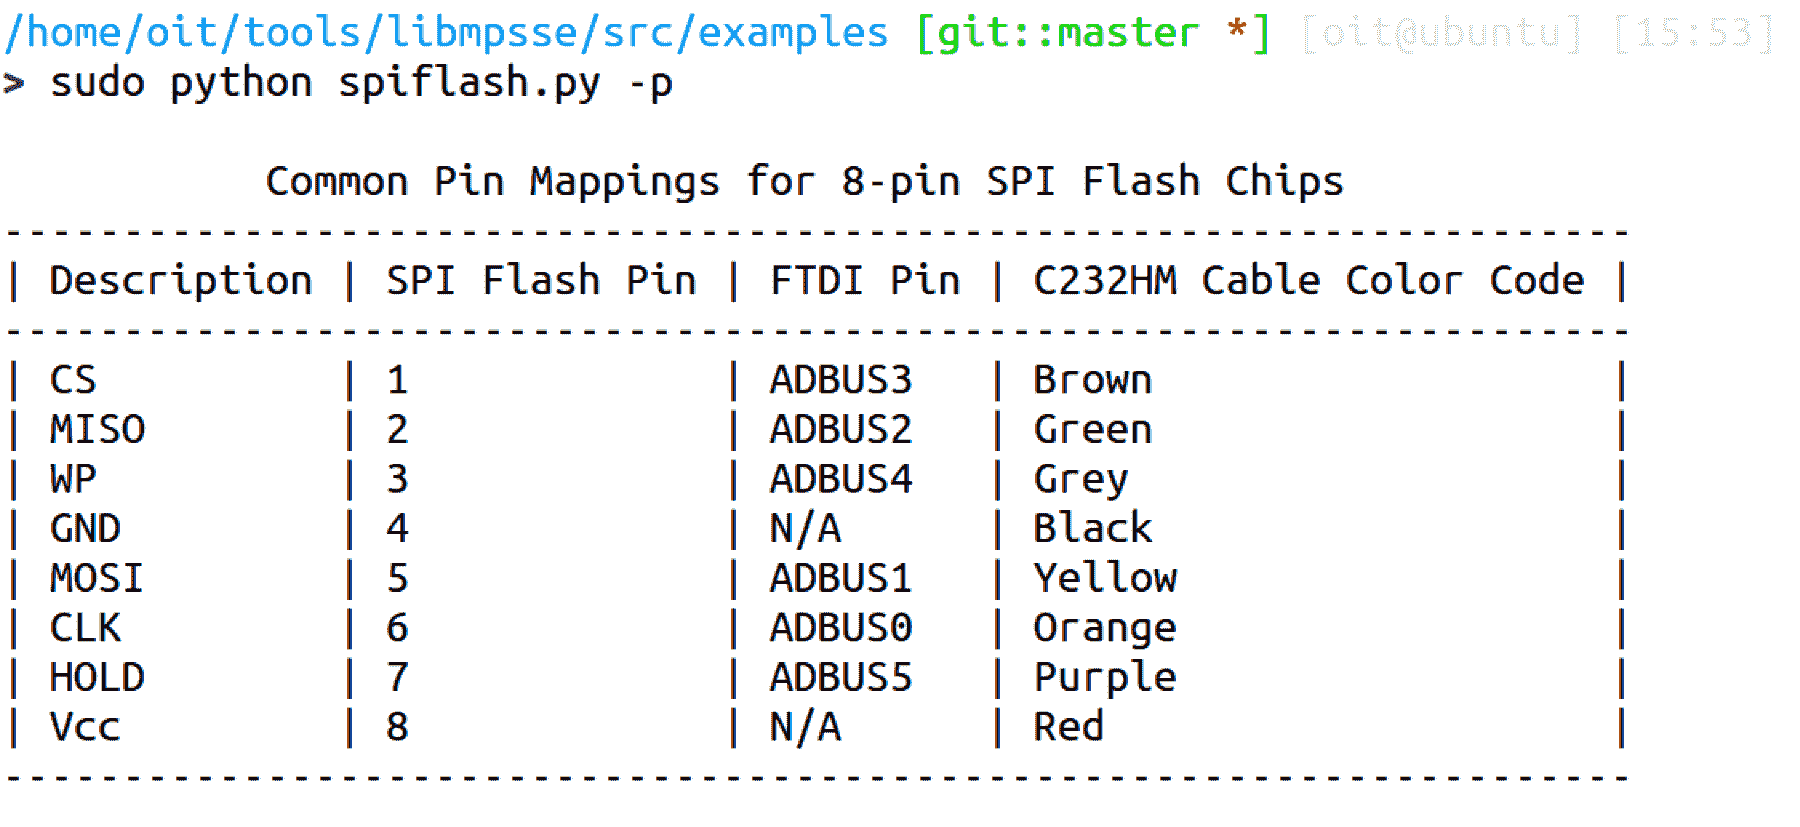 /home/oit/tools/libmpsse/src/examples [git::master *] [oit@ubuntu] [15:53]
> sudo python spiflash.py -p
Common Pin Mappings for 8-pin SPI Flash Chips
--------------------------------------------------------------------
| Description | SPI Flash Pin | FTDI Pin | C232HM Cable Color Code |
--------------------------------------------------------------------
| CS          | 1             | ADBUS3   | Brown                   |
| MISO        | 2             | ADBUS2   | Green                   |
| WP          | 3             | ADBUS4   | Grey                    |
| GND         | 4             | N/A      | Black                   |
| MOSI        | 5             | ADBUS1   | Yellow                  |
| CLK         | 6             | ADBUS0   | Orange                  |
| HOLD        | 7             | ADBUS5   | Purple                  |
| Vcc         | 8             | N/A      | Red                     |
--------------------------------------------------------------------